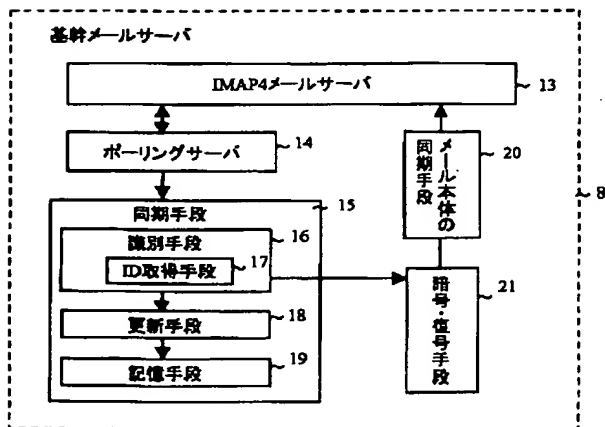 基幹メールサーバ
IMAP4メールサーバ
13
ポーリングサーバ
14
同期手段
15
識別手段
16
ID取得手段
17
更新手段
18
記憶手段
19
メール本体の
同期手段
20
暗号・復号手段
21
8